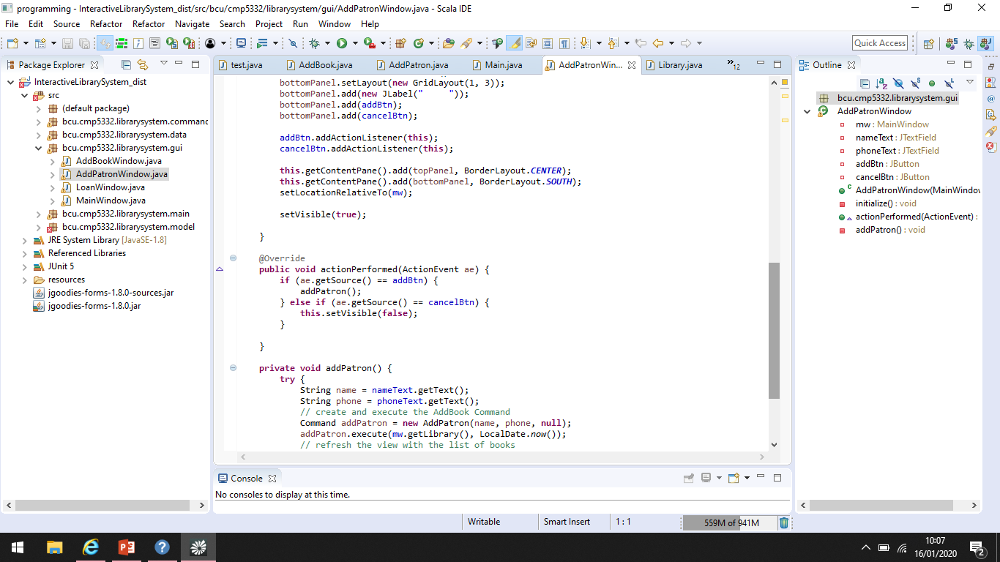 programming - InteractiveLibrarySystem_dist/src/bcu/cmp5332/librarysystem/gui/AddPatronWindow.java - Scala IDE
File Edit Source Refactor Refactor Navigate Search Project Run Window Help
Quick Access
Package Explorer
InteractiveLibrarySystem_dist
src
(default package)
bcu.cmp5332.librarysystem.command
bcu.cmp5332.librarysystem.data
bcu.cmp5332.librarysystem.gui
AddBookWindow.java
AddPatronWindow.java
LoanWindow.java
MainWindow.java
bcu.cmp5332.librarysystem.main
bcu.cmp5332.librarysystem.model
JRE System Library [JavaSE-1.8]
Referenced Libraries
JUnit 5
resources
jgoodies-forms-1.8.0-sources.jar
jgoodies-forms-1.8.0.jar
test.java AddBook.java AddPatron.java Main.java AddPatronWin... Library.java »12
bottomPanel.setLayout(new GridLayout(1, 3));
bottomPanel.add(new JLabel("     "));
bottomPanel.add(addBtn);
bottomPanel.add(cancelBtn);
addBtn.addActionListener(this);
cancelBtn.addActionListener(this);
this.getContentPane().add(topPanel, BorderLayout.CENTER);
this.getContentPane().add(bottomPanel, BorderLayout.SOUTH);
setLocationRelativeTo(mw);
setVisible(true);
}
@Override
public void actionPerformed(ActionEvent ae) {
if (ae.getSource() == addBtn) {
addPatron();
} else if (ae.getSource() == cancelBtn) {
this.setVisible(false);
}
}
private void addPatron() {
try {
String name = nameText.getText();
String phone = phoneText.getText();
// create and execute the AddBook Command
Command addPatron = new AddPatron(name, phone, null);
addPatron.execute(mw.getLibrary(), LocalDate.now());
// refresh the view with the list of books
Console
No consoles to display at this time.
Outline
bcu.cmp5332.librarysystem.gui
AddPatronWindow
mw : MainWindow
nameText : JTextField
phoneText : JTextField
addBtn : JButton
cancelBtn : JButton
AddPatronWindow(MainWindow
initialize() : void
actionPerformed(ActionEvent) :
addPatron() : void
Writable Smart Insert 1 : 1 559M of 941M
10:07
16/01/2020
2